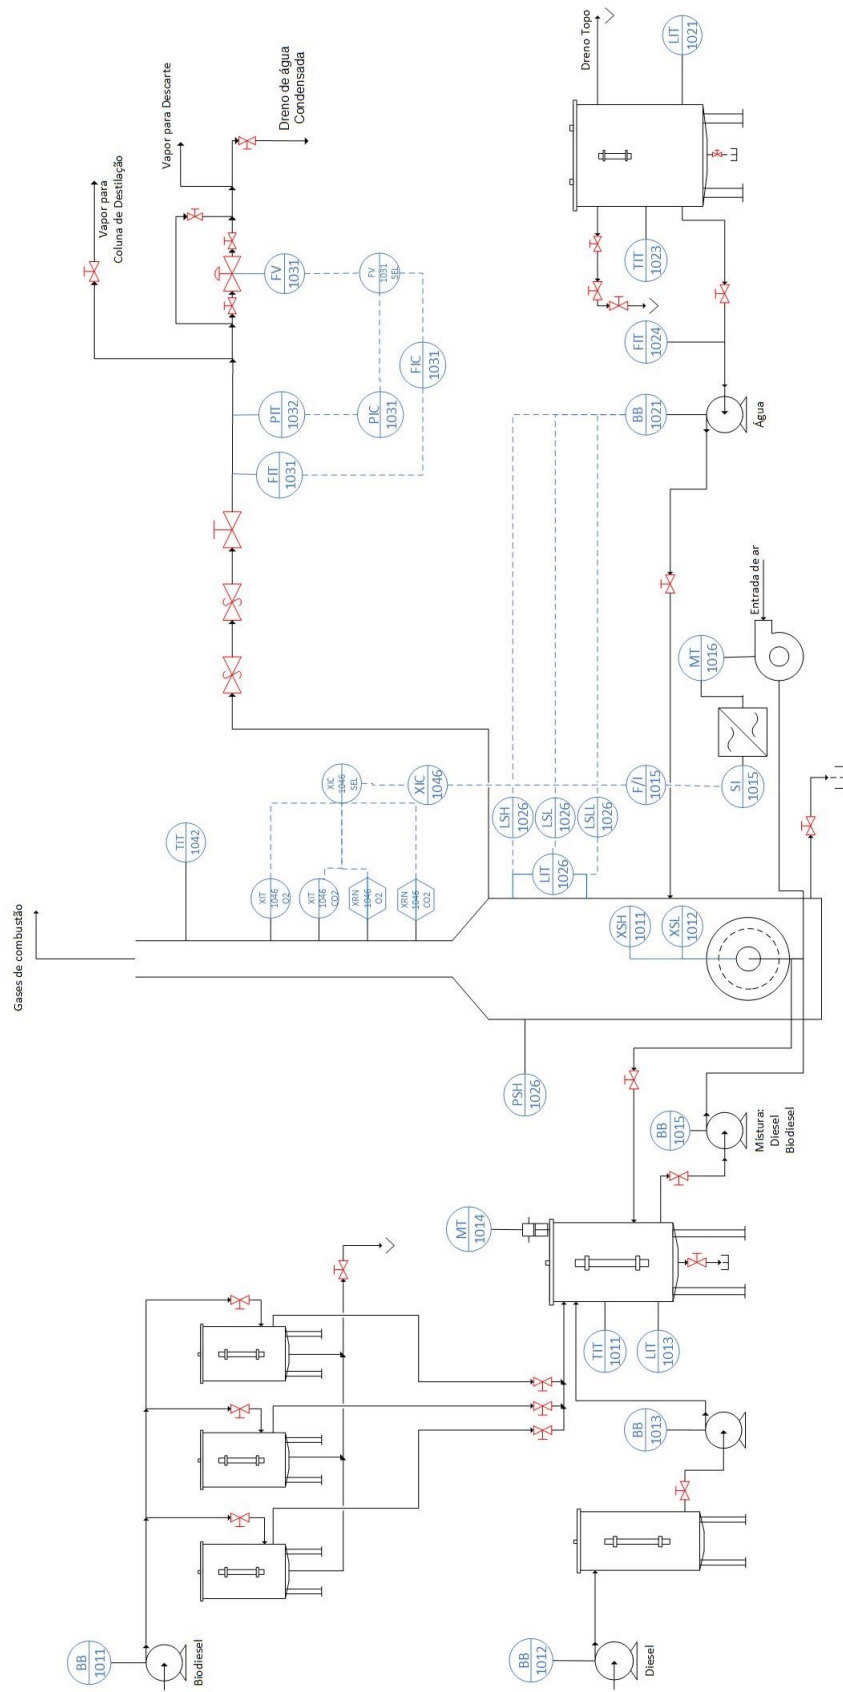 Gases de combustão
Vapor para
Coluna de Destilação
Vapor para Descarte
Dreno de água
Condensada
Dreno Topo
LIT
1021
TIT
1042
FIT
1031
PIT
1032
FV
1031
FV
1031
SEL
PIC
1031
FIC
1031
TIT
1023
FIT
1024
BB
1021
Água
XIT
1046
O2
XIT
1046
CO2
XRN
1046
O2
XRN
1046
CO2
XIC
1046
SEL
XIC
1046
LSH
1026
LSL
1026
LSLL
1026
LIT
1026
F/I
1015
SI
1015
MT
1016
Entrada de ar
XSH
1011
XSL
1012
PSH
1026
BB
1015
Mistura:
Diesel
Biodiesel
MT
1014
TIT
1011
LIT
1013
BB
1013
BB
1011
Biodiesel
BB
1012
Diesel